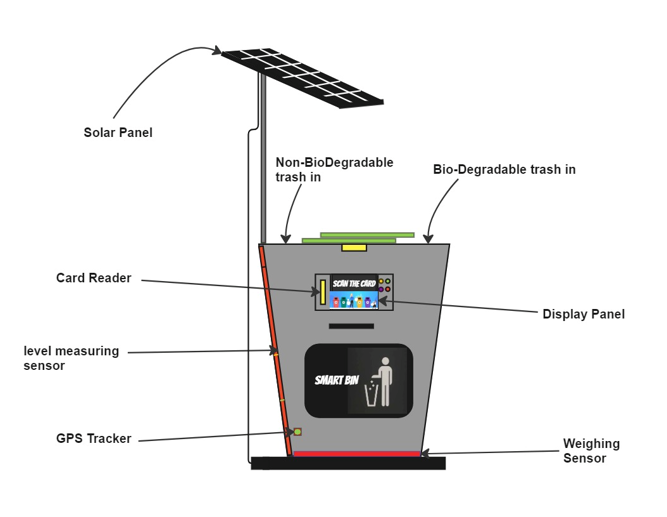 Solar Panel
Non-BioDegradable
trash in
Bio-Degradable trash in
Card Reader
SCAN THE CARD
Display Panel
level measuring
sensor
SMART BIN
GPS Tracker
Weighing
Sensor